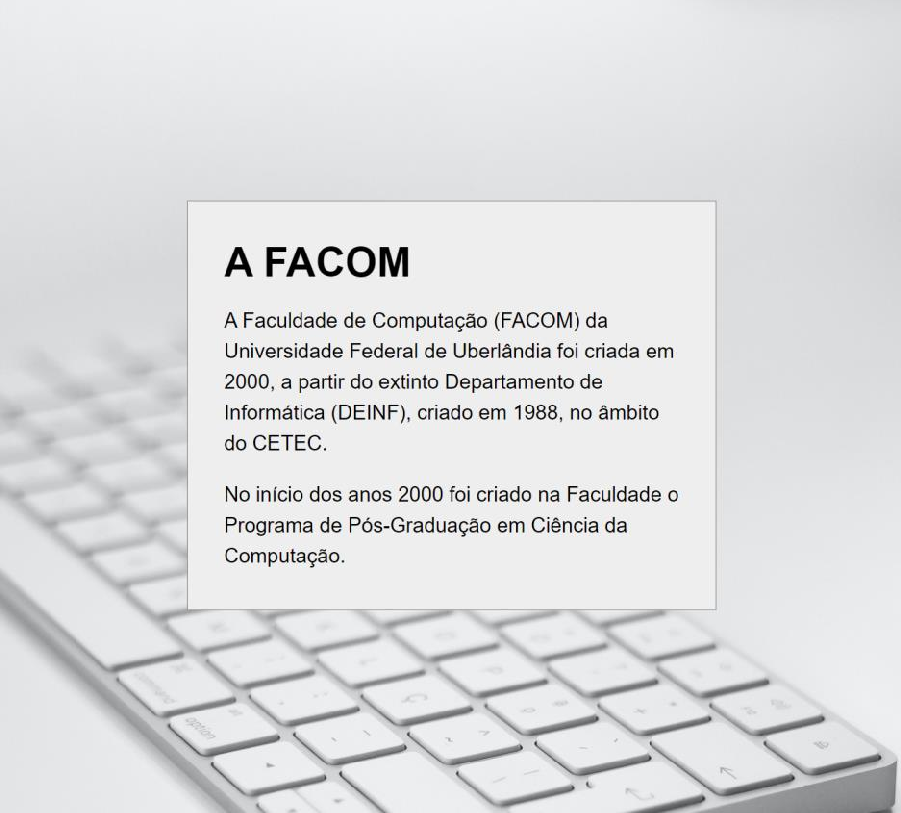 A FACOM
A Faculdade de Computação (FACOM) da
Universidade Federal de Uberlândia foi criada em
2000, a partir do extinto Departamento de
Informática (DEINF), criado em 1988, no âmbito
do CETEC.
No início dos anos 2000 foi criado na Faculdade o
Programa de Pós-Graduação em Ciência da
Computação.
command
option